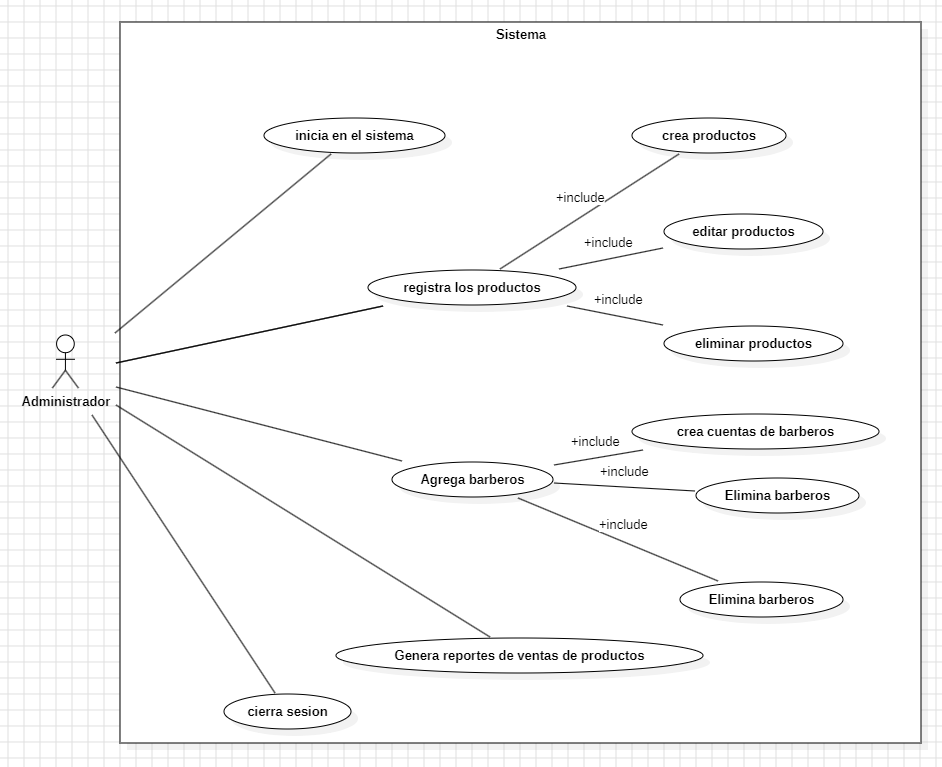 Sistema
inicia en el sistema
crea productos
+include
editar productos
+include
registra los productos
+include
eliminar productos
Administrador
crea cuentas de barberos
+include
Agrega barberos
+include
Elimina barberos
+include
Elimina barberos
Genera reportes de ventas de productos
cierra sesion